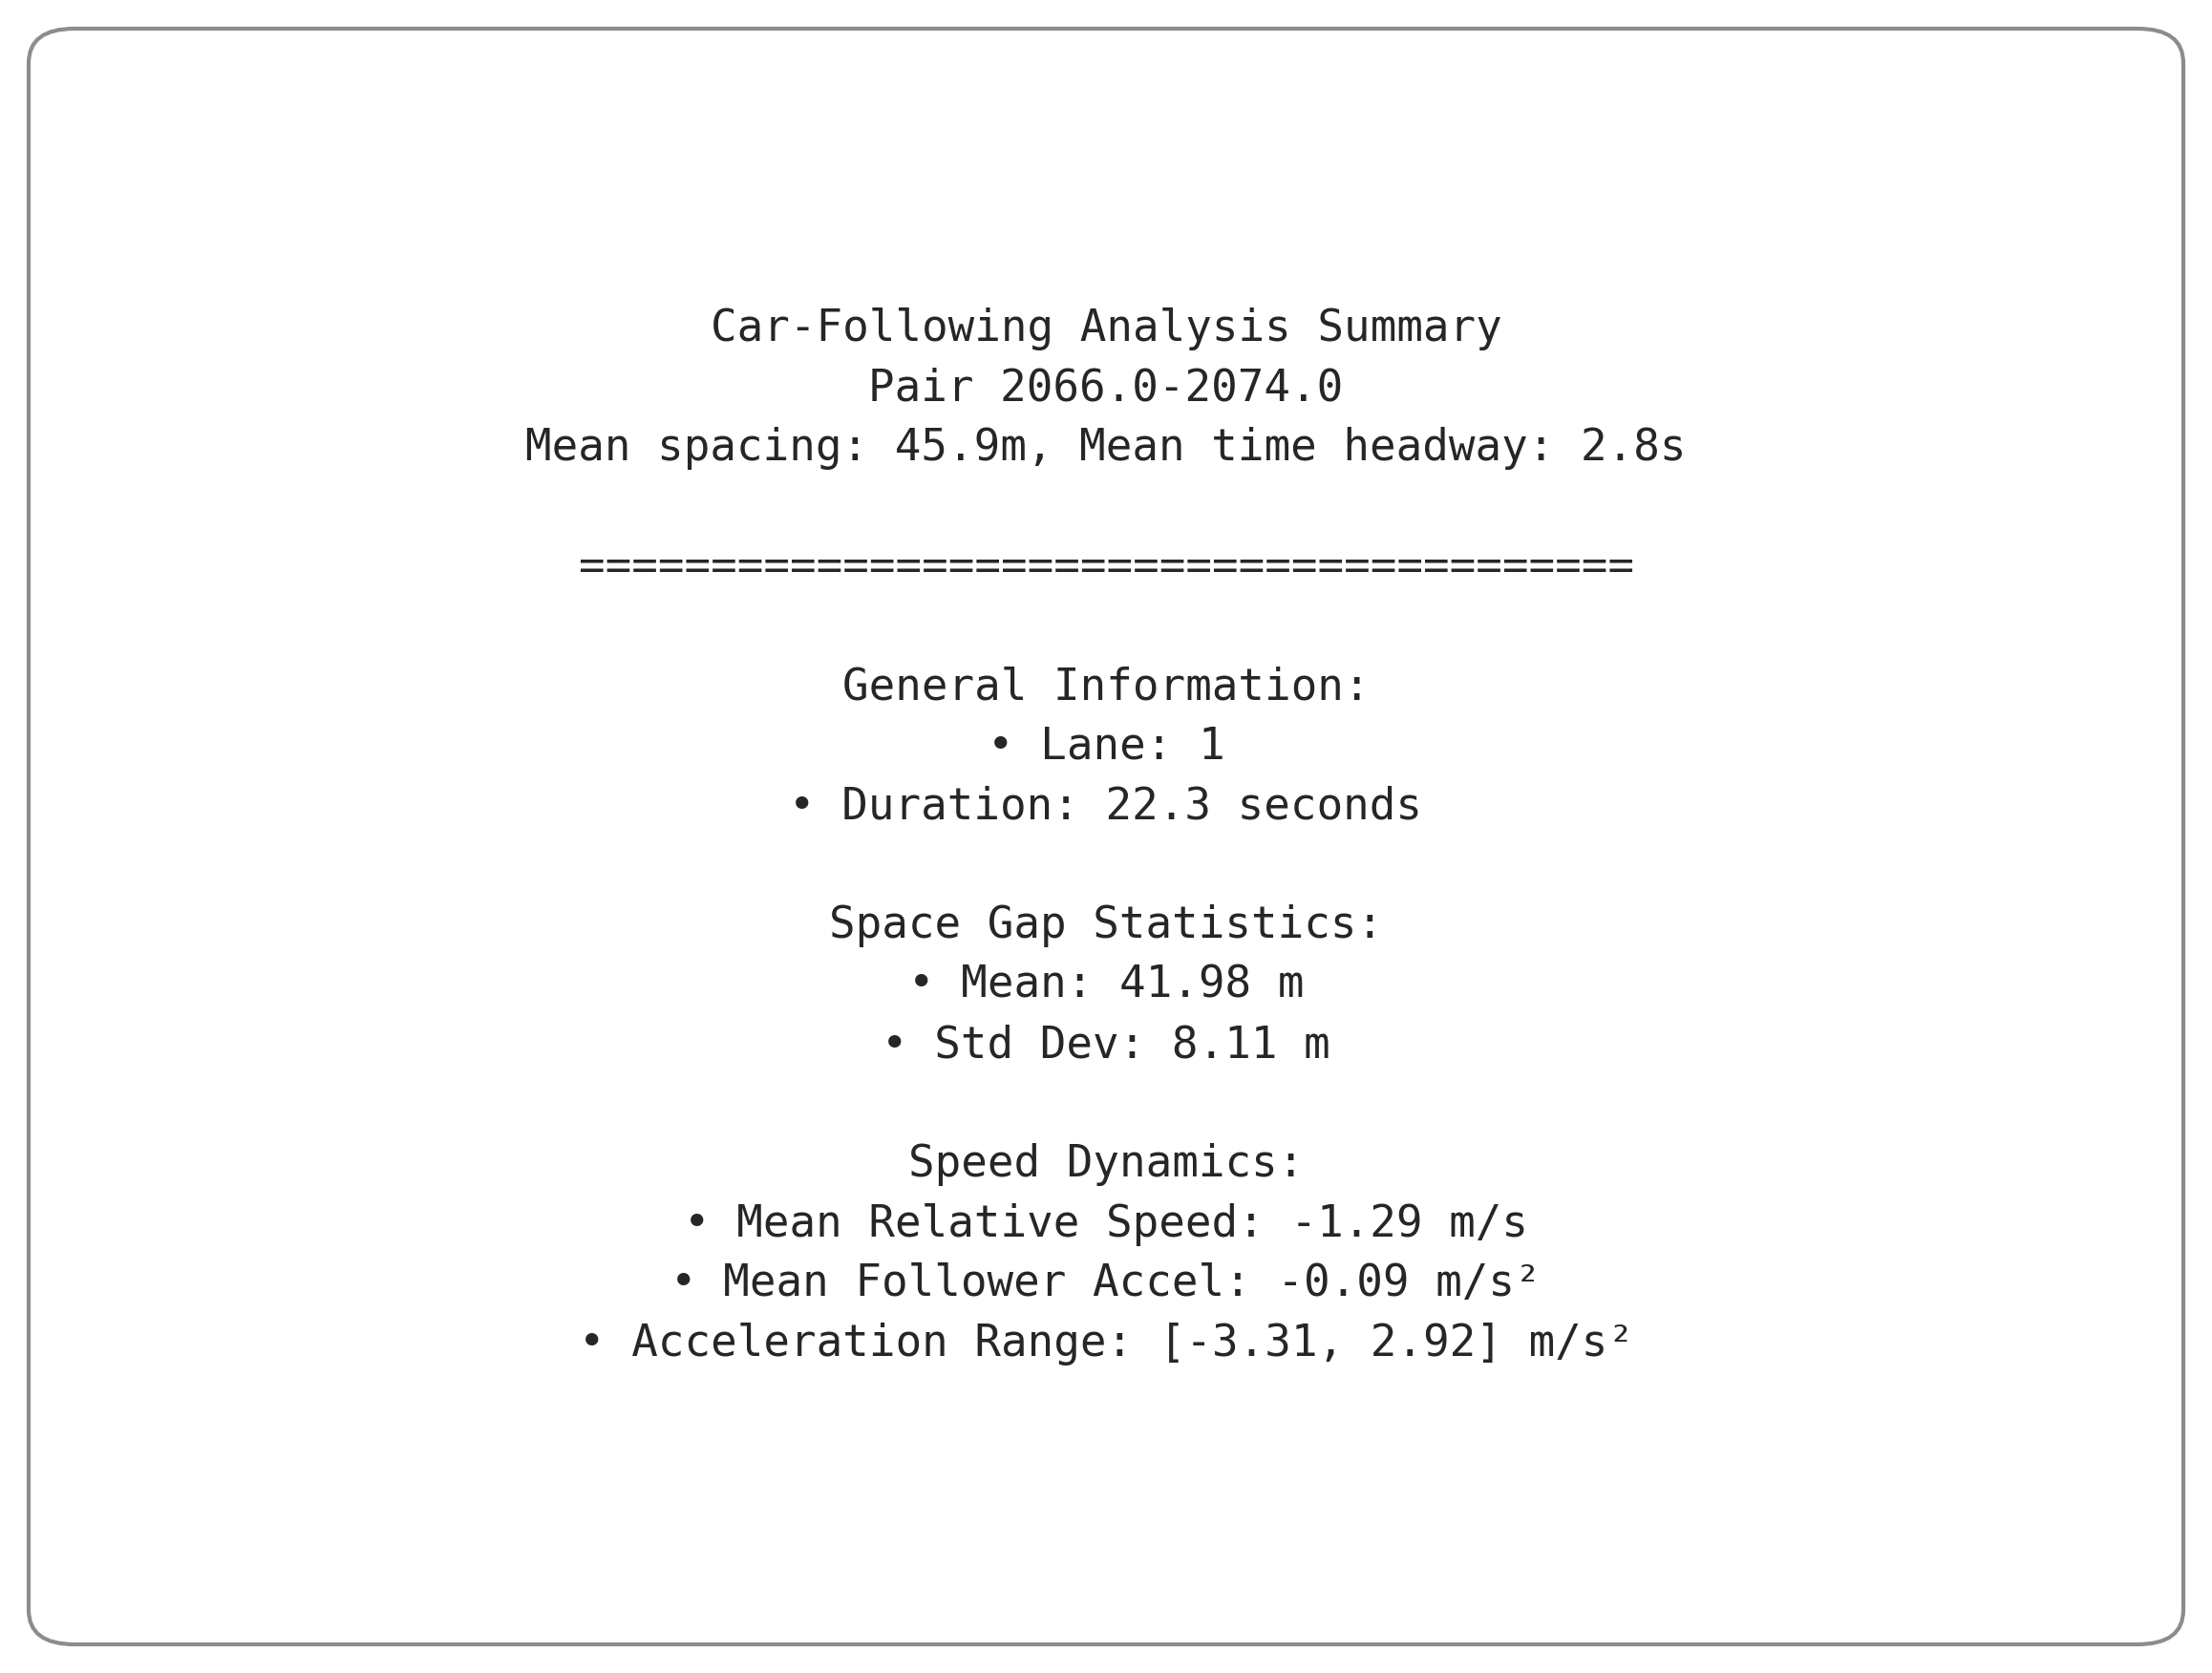 Car-Following Analysis Summary
Pair 2066.0-2074.0
Mean spacing: 45.9m, Mean time headway: 2.8s
========================================
General Information:
• Lane: 1
• Duration: 22.3 seconds
Space Gap Statistics:
• Mean: 41.98 m
• Std Dev: 8.11 m
Speed Dynamics:
• Mean Relative Speed: -1.29 m/s
• Mean Follower Accel: -0.09 m/s²
• Acceleration Range: [-3.31, 2.92] m/s²